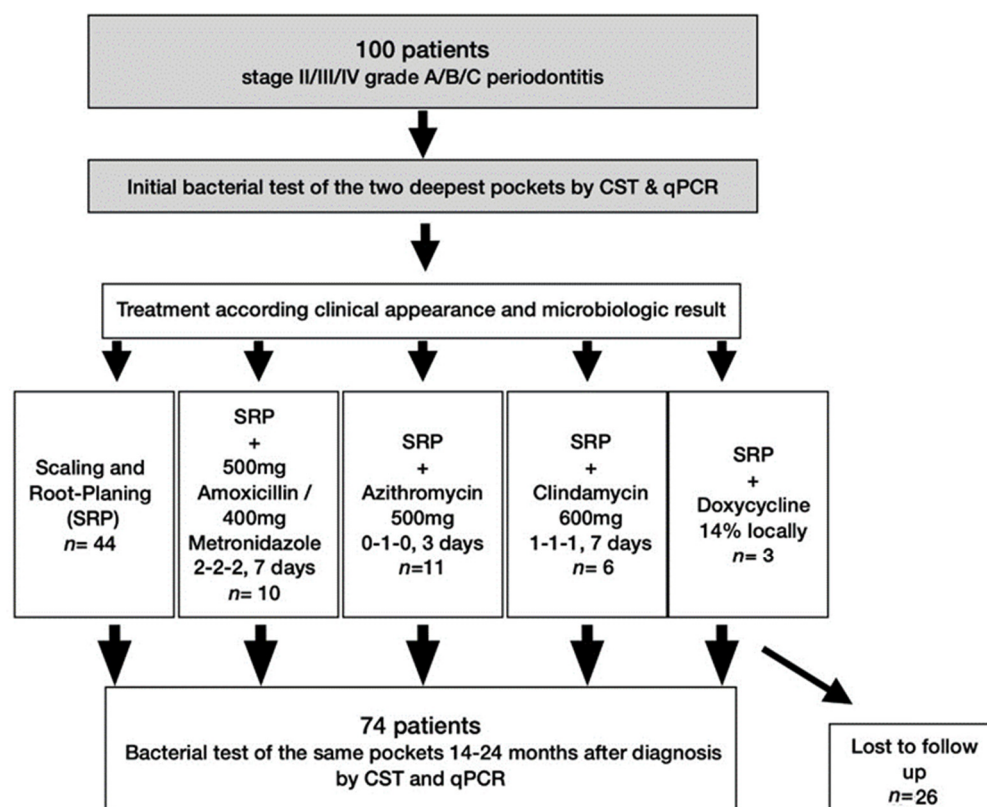 100 patients
stage II/III/IV grade A/B/C periodontitis
Initial bacterial test of the two deepest pockets by CST & qPCR
Treatment according clinical appearance and microbiologic result
Scaling and
Root-Planing
(SRP)
n= 44
SRP
+
500mg
Amoxicillin /
400mg
Metronidazole
2-2-2, 7 days
n= 10
SRP
+
Azithromycin
500mg
0-1-0, 3 days
n=11
SRP
+
Clindamycin
600mg
1-1-1, 7 days
n= 6
SRP
+
Doxycycline
14% locally
n= 3
74 patients
Bacterial test of the same pockets 14-24 months after diagnosis
by CST and qPCR
Lost to follow
up
n=26